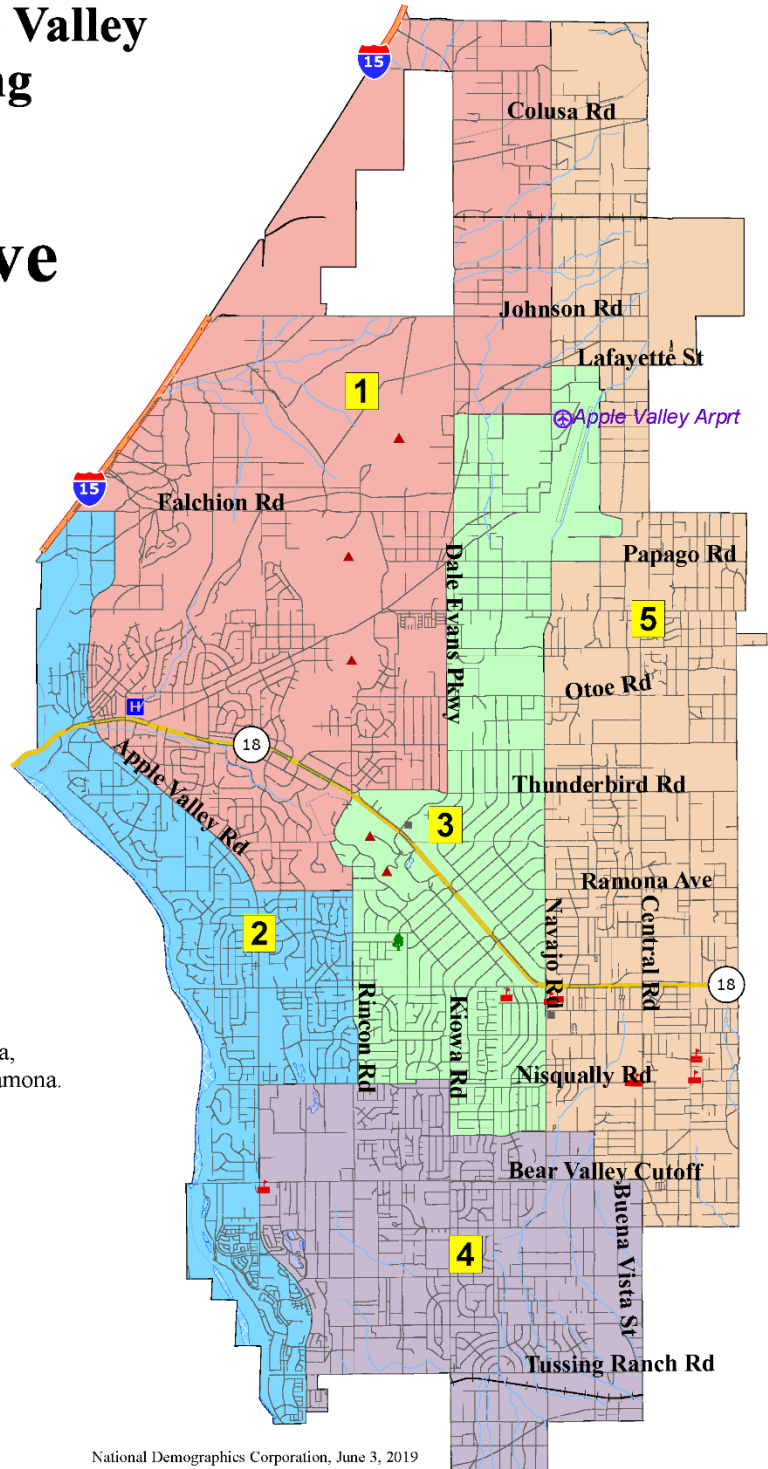 Valley
ng
ve
15
Colusa Rd
Johnson Rd
Lafayette St
1
Apple Valley Arprt
15
Falchion Rd
Dale Evans Pkwy
Papago Rd
5
Otoe Rd
H
18
Apple Valley Rd
Thunderbird Rd
3
Ramona Ave
2
Navajo Rd
Central Rd
18
Rincon Rd
Kiowa Rd
a,
amona.
Nisqually Rd
Bear Valley Cutoff
Buena Vista St
4
Tussing Ranch Rd
National Demographics Corporation, June 3, 2019